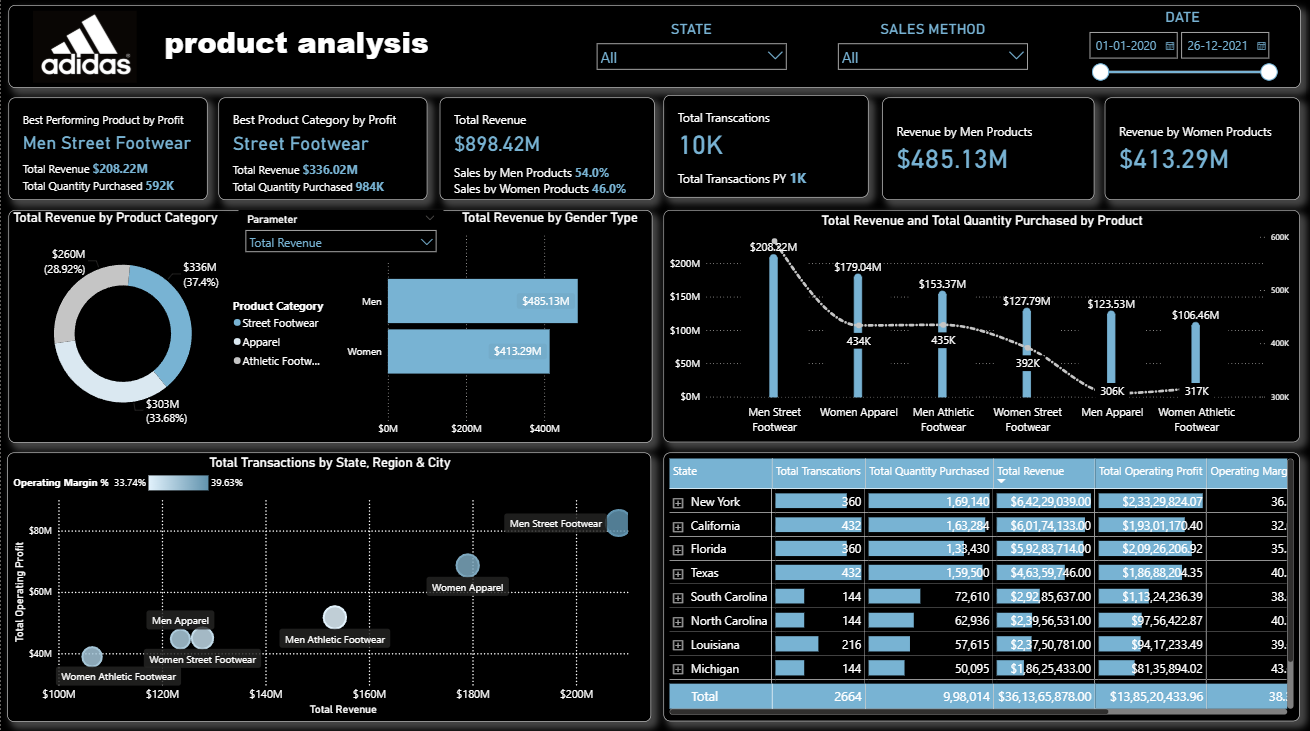 adidas
product analysis
STATE
All
SALES METHOD
All
DATE
01-01-2020
26-12-2021
Best Performing Product by Profit
Men Street Footwear
Total Revenue $208.22M
Total Quantity Purchased 592K
Best Product Category by Profit
Street Footwear
Total Revenue $336.02M
Total Quantity Purchased 984K
Total Revenue
$898.42M
Sales by Men Products 54.0%
Sales by Women Products 46.0%
Total Transcations
10K
Total Transactions PY 1K
Revenue by Men Products
$485.13M
Revenue by Women Products
$413.29M
Total Revenue by Product Category
$260M
(28.92%)
$336M
(37.4%)
$303M
(33.68%)
Product Category
Street Footwear
Apparel
Athletic Footw...
Parameter
Total Revenue
Total Revenue by Gender Type
Men
$485.13M
Women
$413.29M
$0M $200M $400M
Total Revenue and Total Quantity Purchased by Product
$200M
$150M
$100M
$50M
$0M
600K
500K
400K
300K
$208.22M
$179.04M
$153.37M
$127.79M
$123.53M
$106.46M
434K
435K
392K
306K
317K
Men Street
Footwear
Women Apparel
Men Athletic
Footwear
Women Street
Footwear
Men Apparel
Women Athletic
Footwear
Total Transactions by State, Region & City
Operating Margin % 33.74% 39.63%
Total Operating Profit
$80M
$60M
$40M
Men Street Footwear
Women Apparel
Men Apparel
Men Athletic Footwear
Women Street Footwear
Women Athletic Footwear
$100M $120M $140M $160M $180M $200M
Total Revenue
State Total Transcations Total Quantity Purchased Total Revenue Total Operating Profit Operating Marg
New York 360 1,69,140 $6,42,29,039.00 $2,33,29,824.07 36.
California 432 1,63,284 $6,01,74,133.00 $1,93,01,170.40 32.
Florida 360 1,33,430 $5,92,83,714.00 $2,09,26,206.92 35.
Texas 432 1,59,500 $4,63,59,746.00 $1,86,88,204.35 40.
South Carolina 144 72,610 $2,92,85,637.00 $1,13,24,236.39 38.
North Carolina 144 62,936 $2,39,56,531.00 $97,56,422.87 40.
Louisiana 216 57,615 $2,37,50,781.00 $94,17,233.49 39.
Michigan 144 50,095 $1,86,25,433.00 $81,35,894.02 43.
Total 2664 9,98,014 $36,13,65,878.00 $13,85,20,433.96 38.